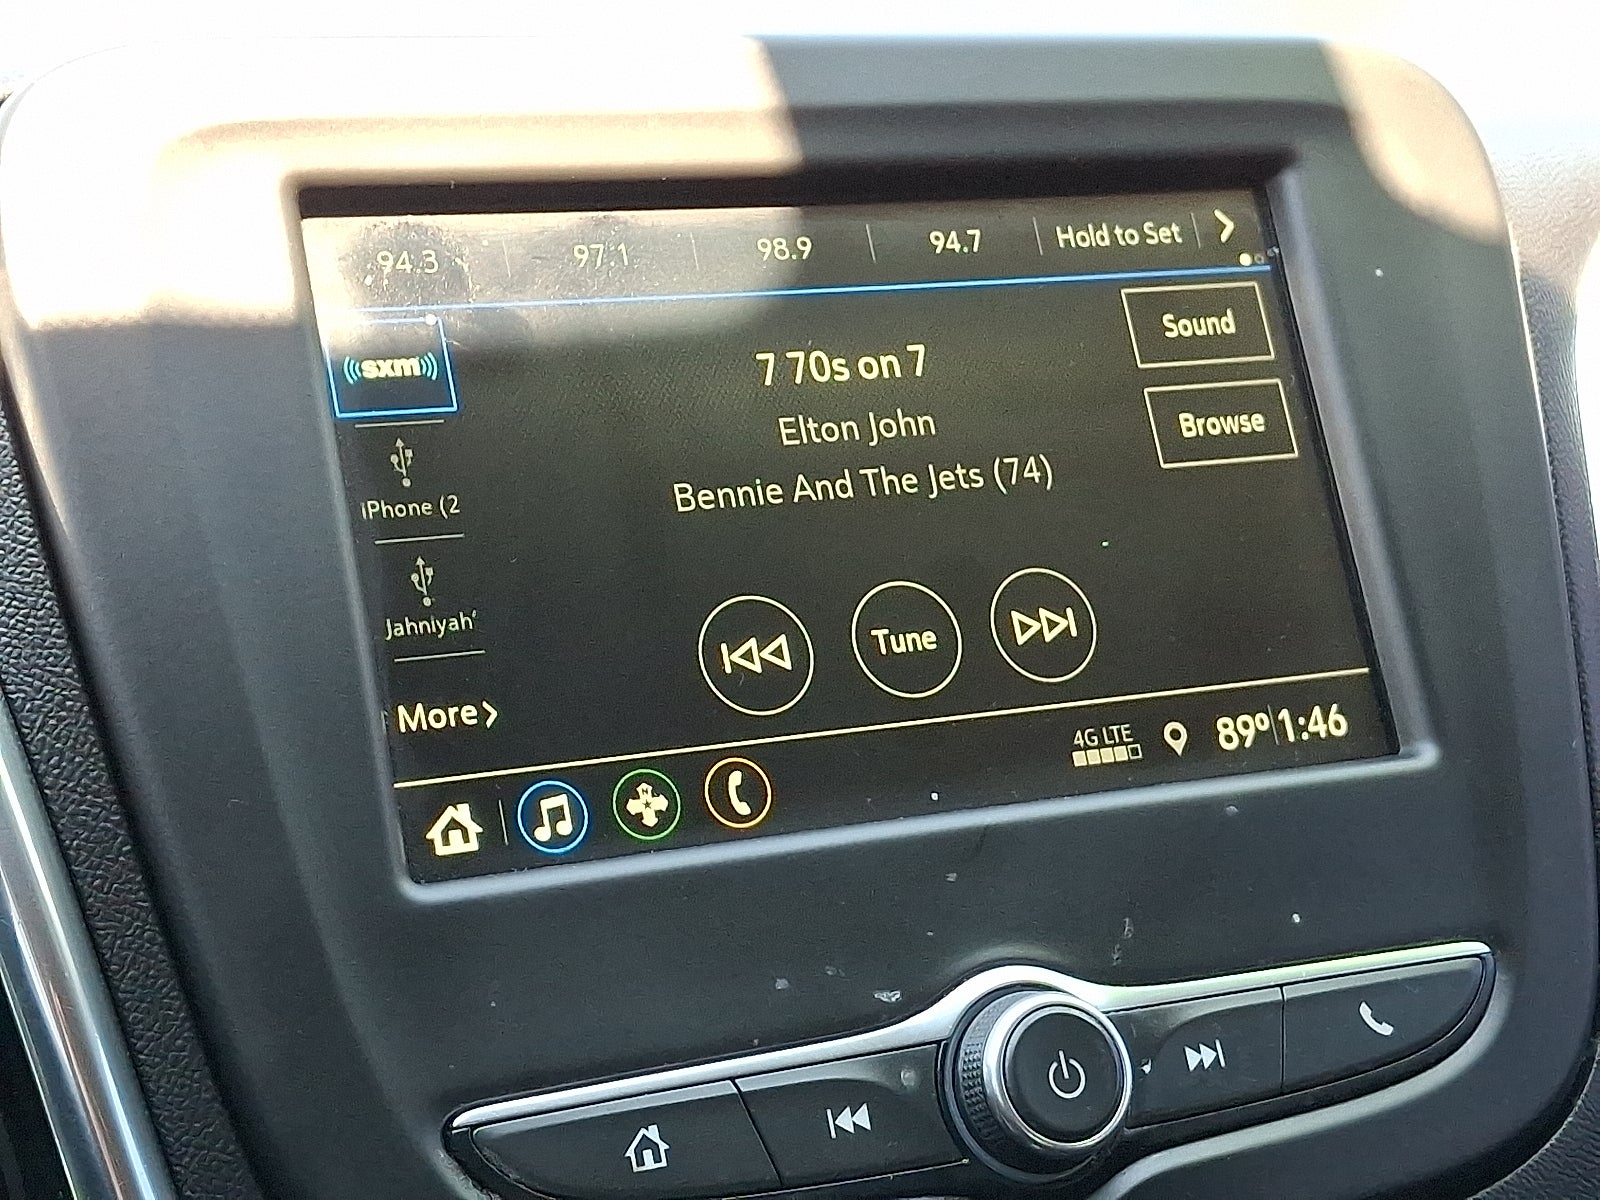 94.3 97.1 98.9 94.7 Hold to Set
sxm
7 70s on 7
Sound
Elton John
Browse
Bennie And The Jets (74)
iPhone (2
Jahniyah'
Tune
More
4G LTE
89° 1:46